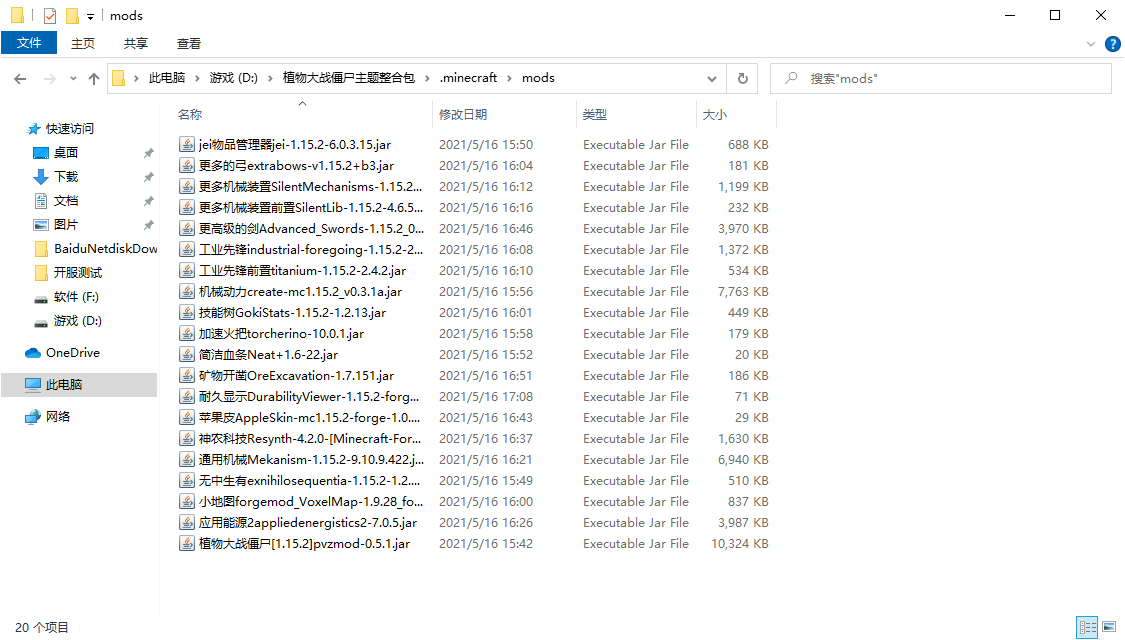 mods
文件 主页 共享 查看
此电脑 游戏 (D:) 植物大战僵尸主题整合包 .minecraft mods 搜索"mods"
名称 修改日期 类型 大小
快速访问
桌面
下载
文档
图片
BaiduNetdiskDow
开服测试
软件 (F:)
游戏 (D:)
OneDrive
此电脑
网络
jei物品管理器jei-1.15.2-6.0.3.15.jar 2021/5/16 15:50 Executable Jar File 688 KB
更多的弓extrabows-v1.15.2+b3.jar 2021/5/16 16:04 Executable Jar File 181 KB
更多机械装置SilentMechanisms-1.15.2... 2021/5/16 16:12 Executable Jar File 1,199 KB
更多机械装置前置SilentLib-1.15.2-4.6.5... 2021/5/16 16:16 Executable Jar File 232 KB
更高级的剑Advanced_Swords-1.15.2_0... 2021/5/16 16:46 Executable Jar File 3,970 KB
工业先锋industrial-foregoing-1.15.2-2... 2021/5/16 16:08 Executable Jar File 1,372 KB
工业先锋前置titanium-1.15.2-2.4.2.jar 2021/5/16 16:10 Executable Jar File 534 KB
机械动力create-mc1.15.2_v0.3.1a.jar 2021/5/16 15:56 Executable Jar File 7,763 KB
技能树GokiStats-1.15.2-1.2.13.jar 2021/5/16 16:01 Executable Jar File 449 KB
加速火把torcherino-10.0.1.jar 2021/5/16 15:58 Executable Jar File 179 KB
简洁血条Neat+1.6-22.jar 2021/5/16 15:52 Executable Jar File 20 KB
矿物开凿OreExcavation-1.7.151.jar 2021/5/16 16:51 Executable Jar File 186 KB
耐久显示DurabilityViewer-1.15.2-forg... 2021/5/16 17:08 Executable Jar File 71 KB
苹果皮AppleSkin-mc1.15.2-forge-1.0.... 2021/5/16 16:43 Executable Jar File 29 KB
神农科技Resynth-4.2.0-[Minecraft-For... 2021/5/16 16:37 Executable Jar File 1,630 KB
通用机械Mekanism-1.15.2-9.10.9.422.j... 2021/5/16 16:21 Executable Jar File 6,940 KB
无中生有exnihilosequentia-1.15.2-1.2.... 2021/5/16 15:49 Executable Jar File 510 KB
小地图forgemod_VoxelMap-1.9.28_fo... 2021/5/16 16:00 Executable Jar File 837 KB
应用能源2appliedenergistics2-7.0.5.jar 2021/5/16 16:26 Executable Jar File 3,987 KB
植物大战僵尸[1.15.2]pvzmod-0.5.1.jar 2021/5/16 15:42 Executable Jar File 10,324 KB
20 个项目